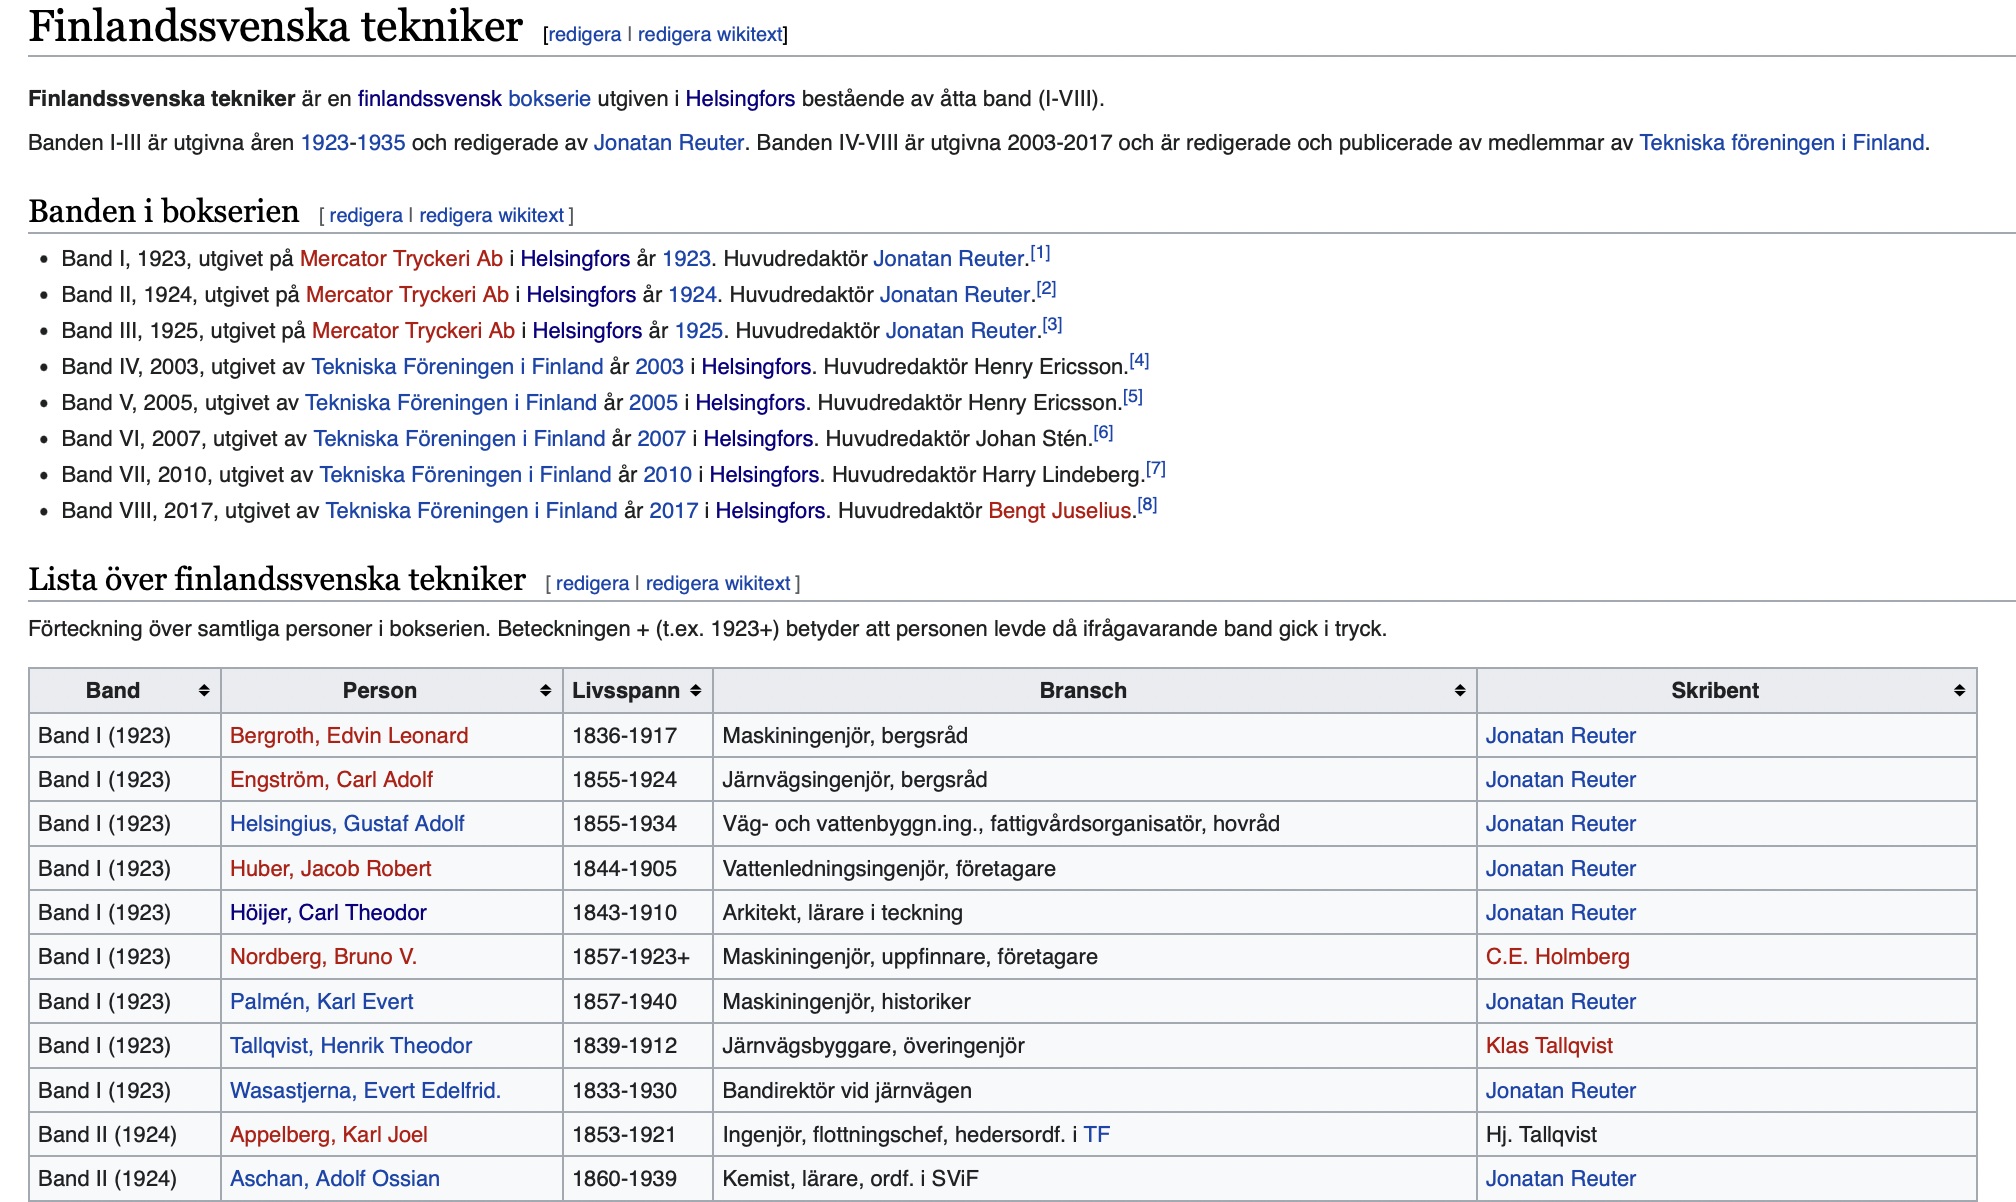 Finlandssvenska tekniker [redigera | redigera wikitext]
Finlandssvenska tekniker är en finlandssvensk bokserie utgiven i Helsingfors bestående av åtta band (I-VIII).
Banden I-III är utgivna åren 1923-1935 och redigerade av Jonatan Reuter. Banden IV-VIII är utgivna 2003-2017 och är redigerade och publicerade av medlemmar av Tekniska föreningen i Finland.
Banden i bokserien [ redigera | redigera wikitext ]
• Band I, 1923, utgivet på Mercator Tryckeri Ab i Helsingfors år 1923. Huvudredaktör Jonatan Reuter.[1]
• Band II, 1924, utgivet på Mercator Tryckeri Ab i Helsingfors år 1924. Huvudredaktör Jonatan Reuter.[2]
• Band III, 1925, utgivet på Mercator Tryckeri Ab i Helsingfors år 1925. Huvudredaktör Jonatan Reuter.[3]
• Band IV, 2003, utgivet av Tekniska Föreningen i Finland år 2003 i Helsingfors. Huvudredaktör Henry Ericsson.[4]
• Band V, 2005, utgivet av Tekniska Föreningen i Finland år 2005 i Helsingfors. Huvudredaktör Henry Ericsson.[5]
• Band VI, 2007, utgivet av Tekniska Föreningen i Finland år 2007 i Helsingfors. Huvudredaktör Johan Stén.[6]
• Band VII, 2010, utgivet av Tekniska Föreningen i Finland år 2010 i Helsingfors. Huvudredaktör Harry Lindeberg.[7]
• Band VIII, 2017, utgivet av Tekniska Föreningen i Finland år 2017 i Helsingfors. Huvudredaktör Bengt Juselius.[8]
Lista över finlandssvenska tekniker [ redigera | redigera wikitext ]
Förteckning över samtliga personer i bokserien. Beteckningen + (t.ex. 1923+) betyder att personen levde då ifrågavarande band gick i tryck.
Band Person Livsspann Bransch Skribent
Band I (1923) Bergroth, Edvin Leonard 1836-1917 Maskiningenjör, bergsråd Jonatan Reuter
Band I (1923) Engström, Carl Adolf 1855-1924 Järnvägsingenjör, bergsråd Jonatan Reuter
Band I (1923) Helsingius, Gustaf Adolf 1855-1934 Väg- och vattenbyggn.ing., fattigvårdsorganisatör, hovråd Jonatan Reuter
Band I (1923) Huber, Jacob Robert 1844-1905 Vattenledningsingenjör, företagare Jonatan Reuter
Band I (1923) Höijer, Carl Theodor 1843-1910 Arkitekt, lärare i teckning Jonatan Reuter
Band I (1923) Nordberg, Bruno V. 1857-1923+ Maskiningenjör, uppfinnare, företagare C.E. Holmberg
Band I (1923) Palmén, Karl Evert 1857-1940 Maskiningenjör, historiker Jonatan Reuter
Band I (1923) Tallqvist, Henrik Theodor 1839-1912 Järnvägsbyggare, överingenjör Klas Tallqvist
Band I (1923) Wasastjerna, Evert Edelfrid. 1833-1930 Bandirektör vid järnvägen Jonatan Reuter
Band II (1924) Appelberg, Karl Joel 1853-1921 Ingenjör, flottningschef, hedersordf. i TF Hj. Tallqvist
Band II (1924) Aschan, Adolf Ossian 1860-1939 Kemist, lärare, ordf. i SViF Jonatan Reuter